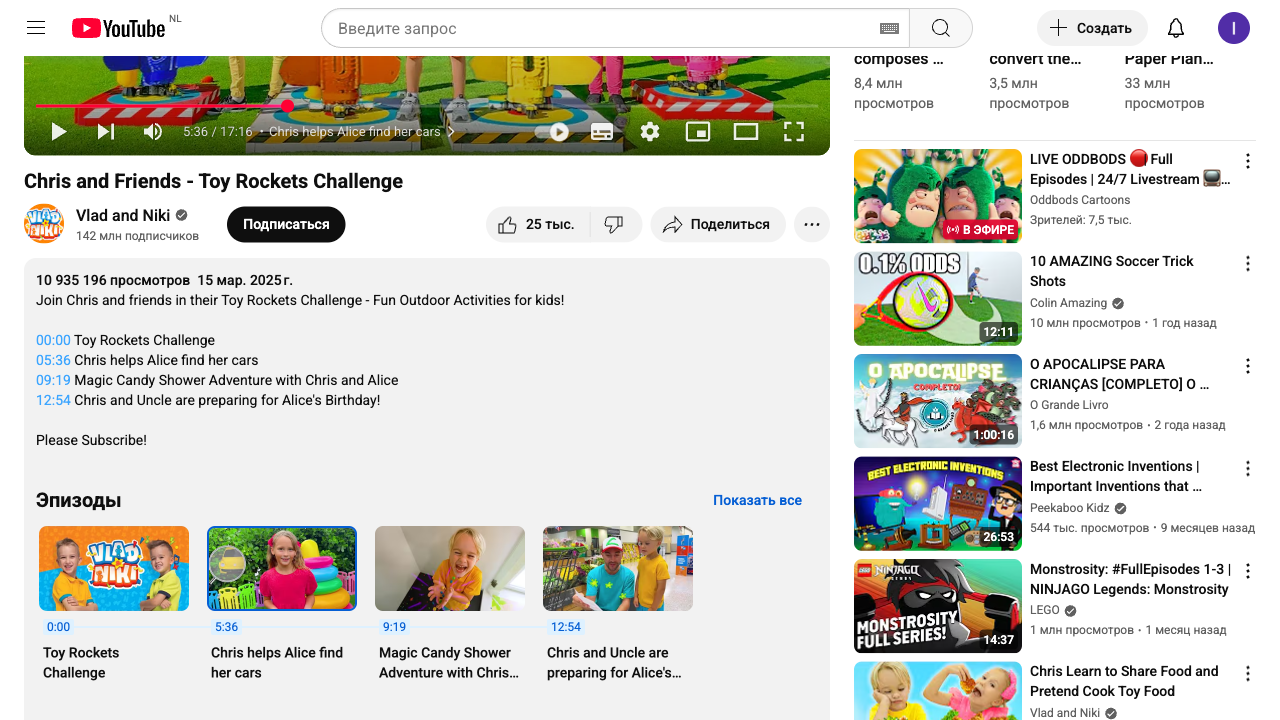 YouTube NL
Введите запрос
Создать
I
5:36 / 17:16 • Chris helps Alice find her cars
Chris and Friends - Toy Rockets Challenge
VLAD and NIKI
Vlad and Niki
142 млн подписчиков
Подписаться
25 тыс.
Поделиться
10 935 196 просмотров 15 мар. 2025 г.
Join Chris and friends in their Toy Rockets Challenge - Fun Outdoor Activities for kids!
00:00 Toy Rockets Challenge
05:36 Chris helps Alice find her cars
09:19 Magic Candy Shower Adventure with Chris and Alice
12:54 Chris and Uncle are preparing for Alice's Birthday!
Please Subscribe!
Эпизоды
Показать все
VLAD and NIKI
0:00
5:36
9:19
12:54
Toy Rockets
Challenge
Chris helps Alice find
her cars
Magic Candy Shower
Adventure with Chris…
Chris and Uncle are
preparing for Alice's…
composes …
8,4 млн
просмотров
convert the…
3,5 млн
просмотров
Paper Plan…
33 млн
просмотров
В ЭФИРЕ
LIVE ODDBODS 🔴 Full
Episodes | 24/7 Livestream 📺…
Oddbods Cartoons
Зрителей: 7,5 тыс.
0.1% ODDS
12:11
10 AMAZING Soccer Trick
Shots
Colin Amazing
10 млн просмотров • 1 год назад
O APOCALIPSE
COMPLETO!
1:00:16
O APOCALIPSE PARA
CRIANÇAS [COMPLETO] O …
O Grande Livro
1,6 млн просмотров • 2 года назад
BEST ELECTRONIC INVENTIONS
26:53
Best Electronic Inventions |
Important Inventions that …
Peekaboo Kidz
544 тыс. просмотров • 9 месяцев назад
LEGO NINJAGO
MONSTROSITY
FULL SERIES!
14:37
Monstrosity: #FullEpisodes 1-3 |
NINJAGO Legends: Monstrosity
LEGO
1 млн просмотров • 1 месяц назад
Chris Learn to Share Food and
Pretend Cook Toy Food
Vlad and Niki